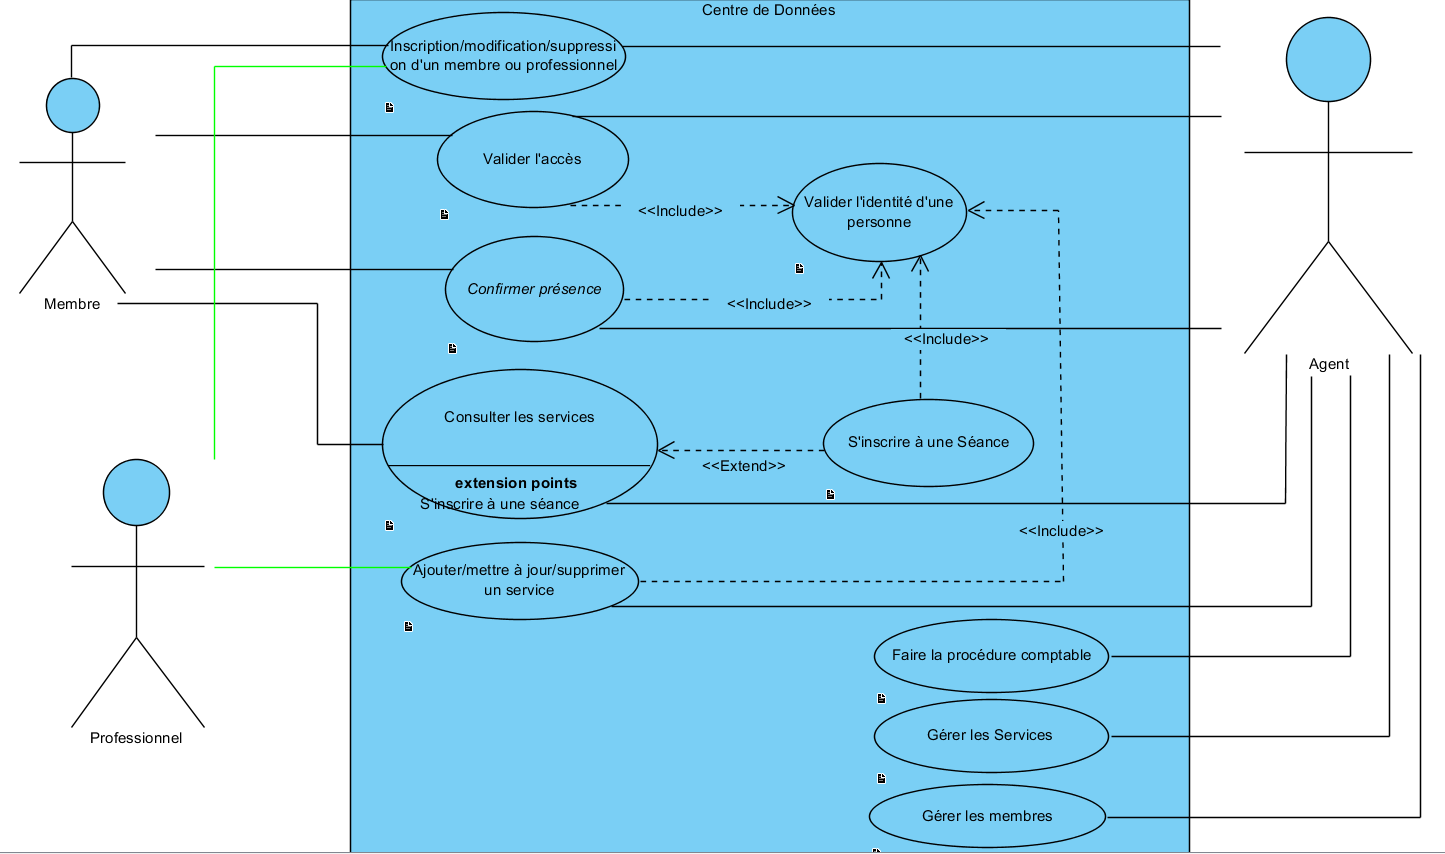 Centre de Données
Inscription/modification/suppressi
on d'un membre ou professionnel
Valider l'accès
Valider l'identité d'une
personne
<<Include>>
Confirmer présence
<<Include>>
Membre
<<Include>>
Agent
Consulter les services
S'inscrire à une Séance
<<Extend>>
extension points
S'inscrire à une séance
<<Include>>
Ajouter/mettre à jour/supprimer
un service
Faire la procédure comptable
Gérer les Services
Professionnel
Gérer les membres